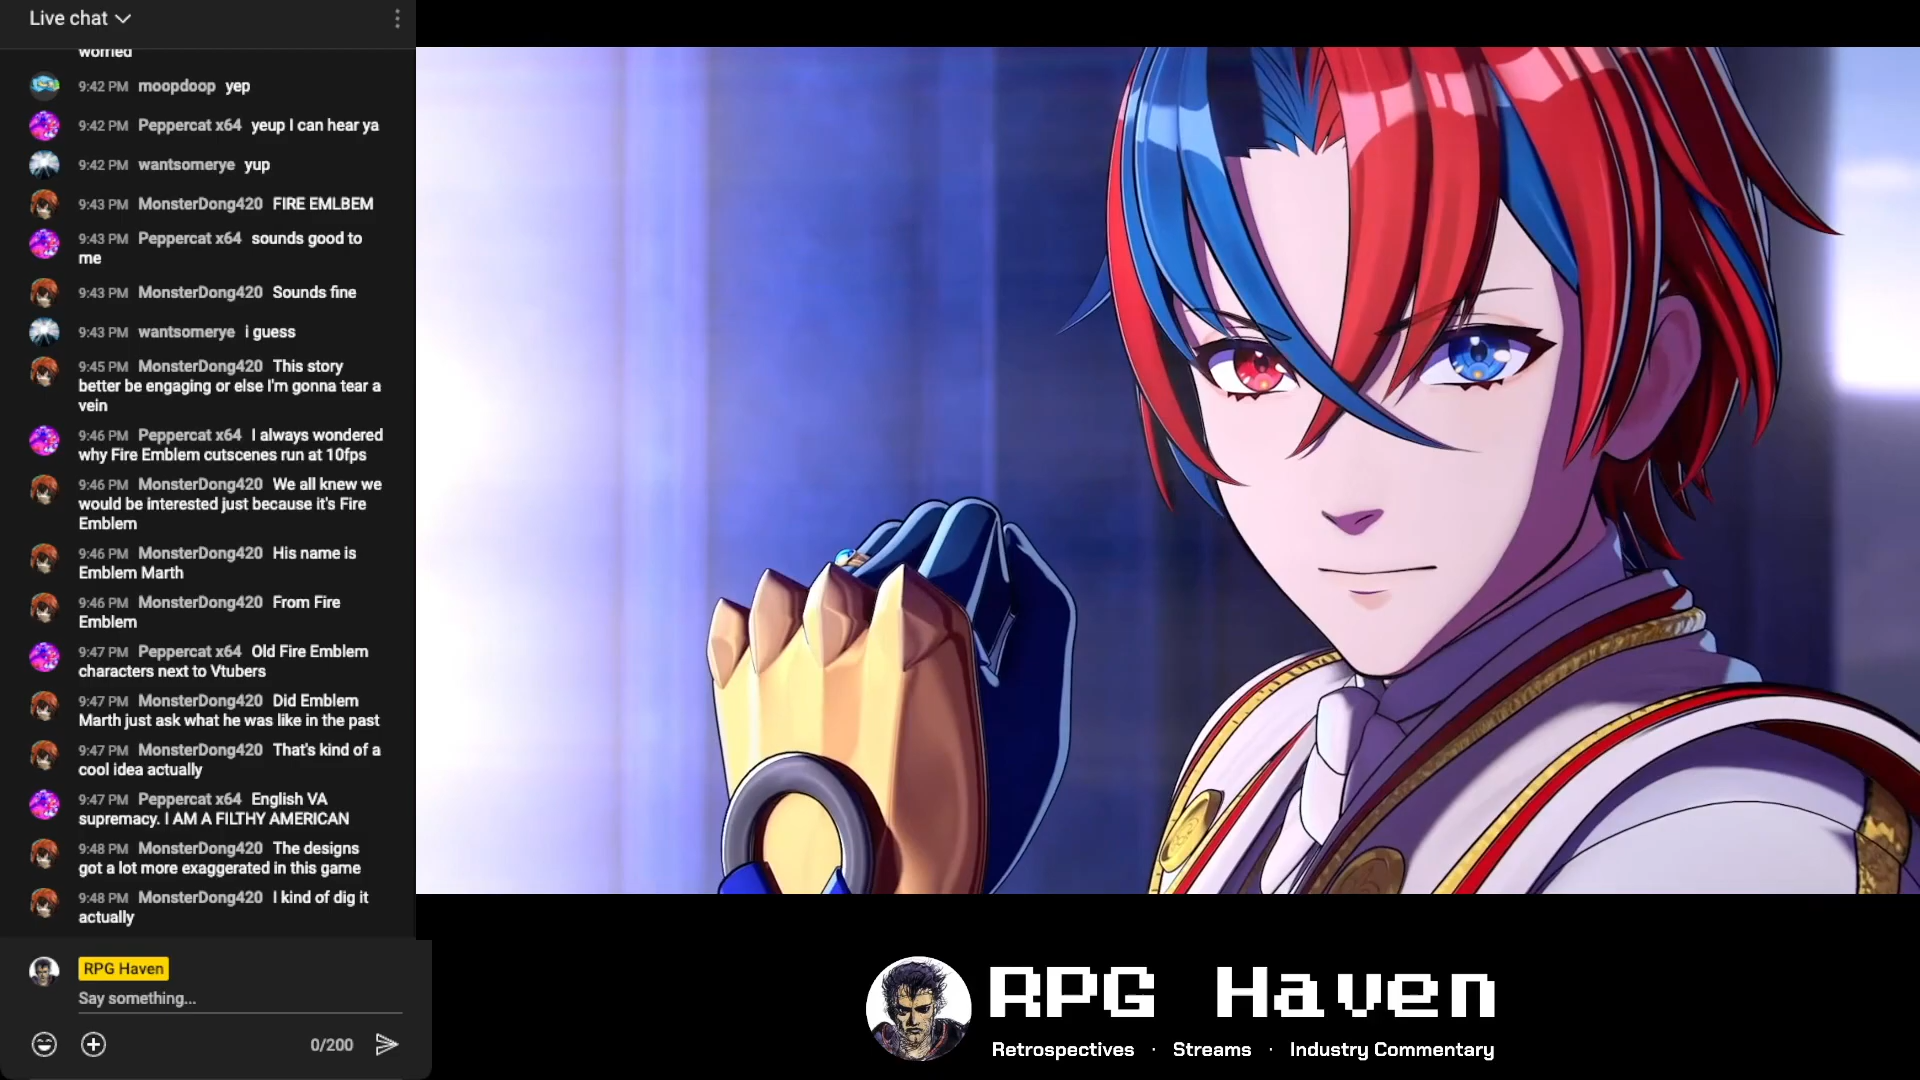 Live chat
worried
9:42 PM moopdoop yep
9:42 PM Peppercat x64 yeup I can hear ya
9:42 PM wantsomerye yup
9:43 PM MonsterDong420 FIRE EMLBEM
9:43 PM Peppercat x64 sounds good to
me
9:43 PM MonsterDong420 Sounds fine
9:43 PM wantsomerye i guess
9:45 PM MonsterDong420 This story
better be engaging or else I'm gonna tear a
vein
9:46 PM Peppercat x64 I always wondered
why Fire Emblem cutscenes run at 10fps
9:46 PM MonsterDong420 We all knew we
would be interested just because it's Fire
Emblem
9:46 PM MonsterDong420 His name is
Emblem Marth
9:46 PM MonsterDong420 From Fire
Emblem
9:47 PM Peppercat x64 Old Fire Emblem
characters next to Vtubers
9:47 PM MonsterDong420 Did Emblem
Marth just ask what he was like in the past
9:47 PM MonsterDong420 That's kind of a
cool idea actually
9:47 PM Peppercat x64 English VA
supremacy. I AM A FILTHY AMERICAN
9:48 PM MonsterDong420 The designs
got a lot more exaggerated in this game
9:48 PM MonsterDong420 I kind of dig it
actually
RPG Haven
Say something...
0/200
RPG Haven
Retrospectives · Streams · Industry Commentary